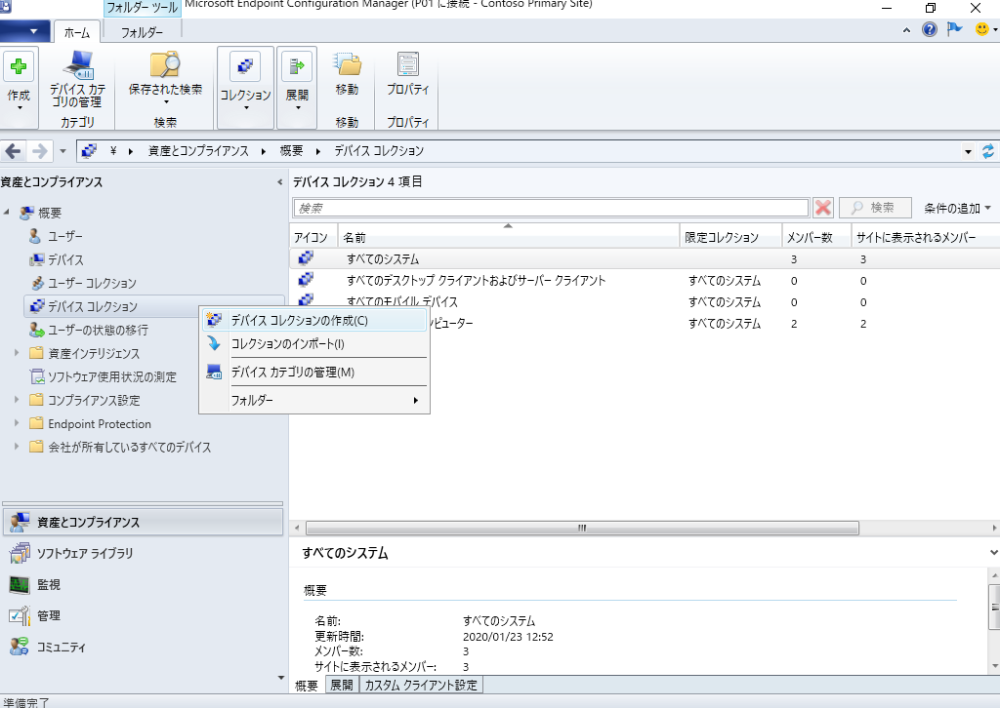 フォルダー ツール
Microsoft Endpoint Configuration Manager (P01 に接続 - Contoso Primary Site)
ホーム
フォルダー
作成
デバイス カテゴリの管理
保存された検索
コレクション
展開
移動
プロパティ
カテゴリ
検索
移動
プロパティ
¥ 資産とコンプライアンス 概要 デバイス コレクション
資産とコンプライアンス
概要
ユーザー
デバイス
ユーザー コレクション
デバイス コレクション
ユーザーの状態の移行
資産インテリジェンス
ソフトウェア使用状況の測定
コンプライアンス設定
Endpoint Protection
会社が所有しているすべてのデバイス
資産とコンプライアンス
ソフトウェア ライブラリ
監視
管理
コミュニティ
デバイス コレクション 4 項目
検索
検索
条件の追加
アイコン 名前 限定コレクション メンバー数 サイトに表示されるメンバー
すべてのシステム 3 3
すべてのデスクトップ クライアントおよびサーバー クライアント すべてのシステム 0 0
すべてのモバイル デバイス すべてのシステム 0 0
ピューター すべてのシステム 2 2
デバイス コレクションの作成(C)
コレクションのインポート(I)
デバイス カテゴリの管理(M)
フォルダー
すべてのシステム
概要
名前: すべてのシステム
更新時間: 2020/01/23 12:52
メンバー数: 3
サイトに表示されるメンバー: 3
概要 展開 カスタム クライアント設定
準備完了